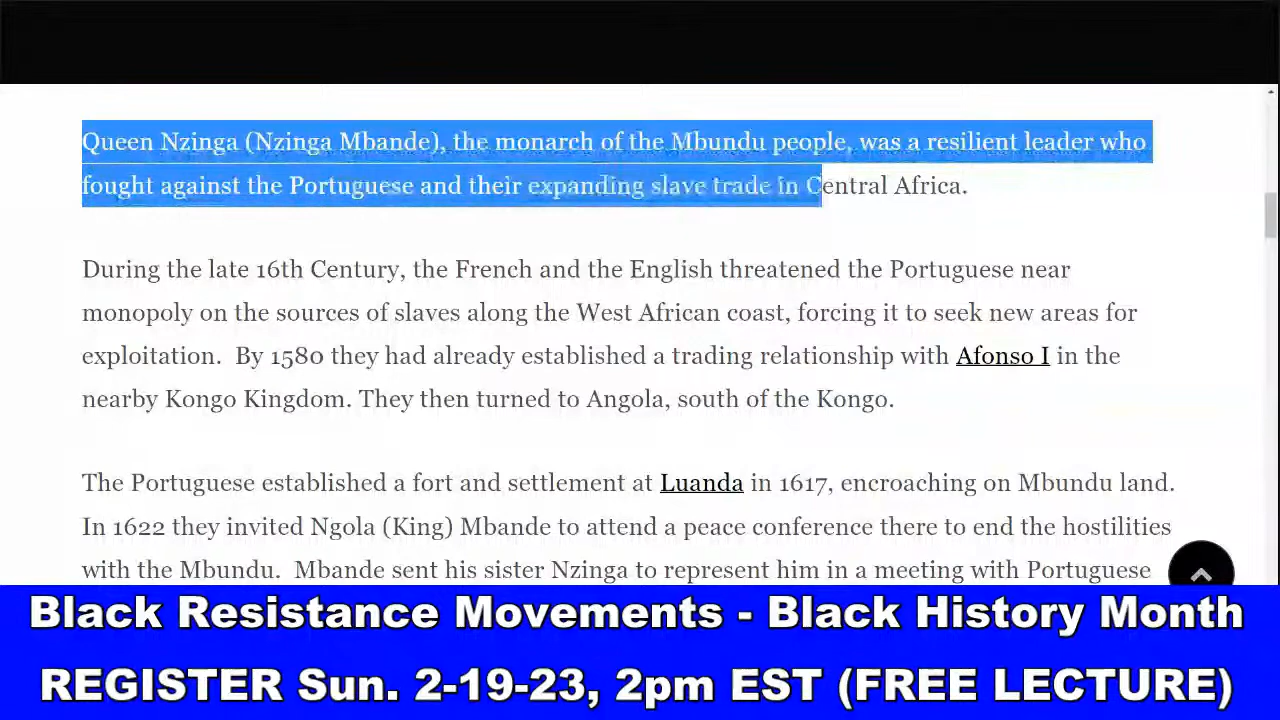 Queen Nzinga (Nzinga Mbande), the monarch of the Mbundu people, was a resilient leader who
fought against the Portuguese and their expanding slave trade in Central Africa.
During the late 16th Century, the French and the English threatened the Portuguese near
monopoly on the sources of slaves along the West African coast, forcing it to seek new areas for
exploitation.  By 1580 they had already established a trading relationship with Afonso I in the
nearby Kongo Kingdom. They then turned to Angola, south of the Kongo.
The Portuguese established a fort and settlement at Luanda in 1617, encroaching on Mbundu land.
In 1622 they invited Ngola (King) Mbande to attend a peace conference there to end the hostilities
with the Mbundu.  Mbande sent his sister Nzinga to represent him in a meeting with Portuguese
Black Resistance Movements - Black History Month
REGISTER Sun. 2-19-23, 2pm EST (FREE LECTURE)